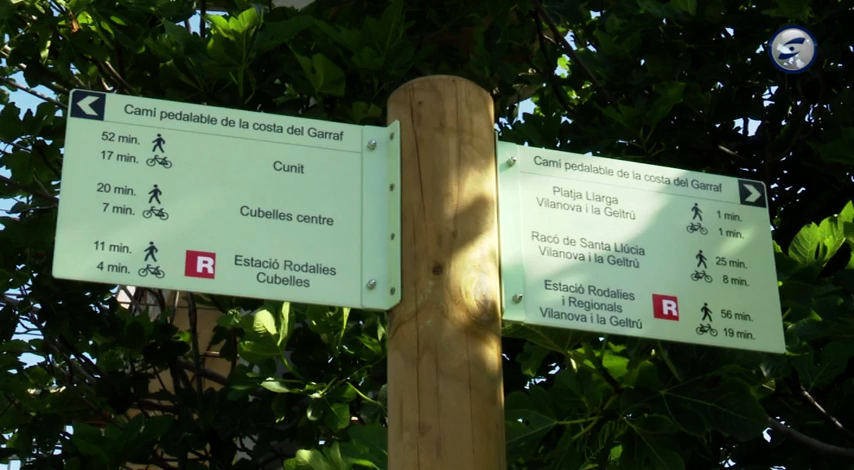 Camí pedalable de la costa del Garraf
52 min.
17 min.
Cunit
20 min.
7 min.
Cubelles centre
11 min.
4 min.
R
Estació Rodalies
Cubelles
Camí pedalable de la costa del Garraf
Platja Llarga
Vilanova i la Geltrú
1 min.
1 min.
Racó de Santa Llúcia
Vilanova i la Geltrú
25 min.
8 min.
Estació Rodalies
i Regionals
Vilanova i la Geltrú
R
56 min.
19 min.